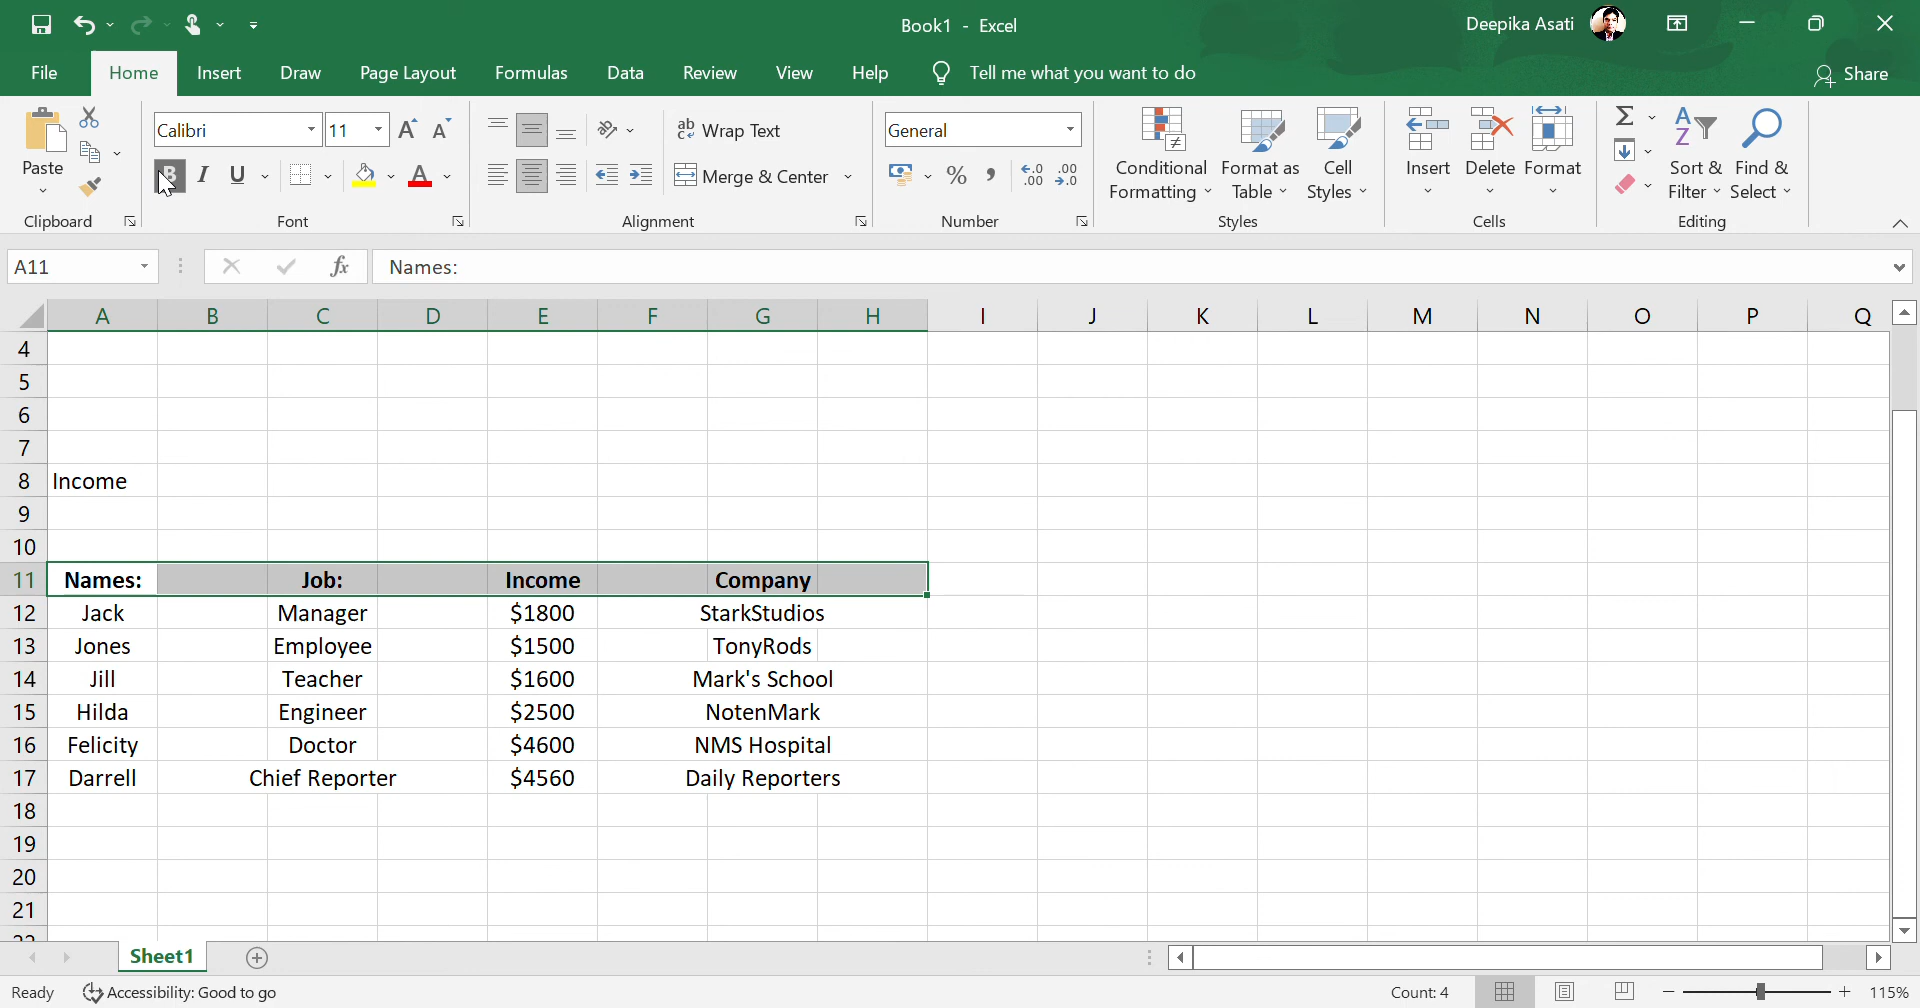 Book1 - Excel
Deepika Asati
File Home Insert Draw Page Layout Formulas Data Review View Help Tell me what you want to do
Share
Calibri 11 General
Paste
B I U A
ab Wrap Text
Merge & Center
% ,
Conditional Formatting
Format as Table
Cell Styles
Insert Delete Format
Sort & Filter
Find & Select
Clipboard Font Alignment Number Styles Cells Editing
A11 fx Names:
A B C D E F G H I J K L M N O P Q
4
5
6
7
8 Income
9
10
11 Names: Job: Income Company
12 Jack Manager $1800 StarkStudios
13 Jones Employee $1500 TonyRods
14 Jill Teacher $1600 Mark's School
15 Hilda Engineer $2500 NotenMark
16 Felicity Doctor $4600 NMS Hospital
17 Darrell Chief Reporter $4560 Daily Reporters
18
19
20
21
22
Sheet1
Ready Accessibility: Good to go Count: 4 115%